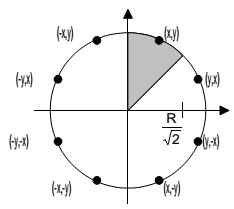 (-x,y) (x,y)
(-y,x) (y,x)
R
√2
(-y,-x) (y,-x)
(-x,-y) (x,-y)